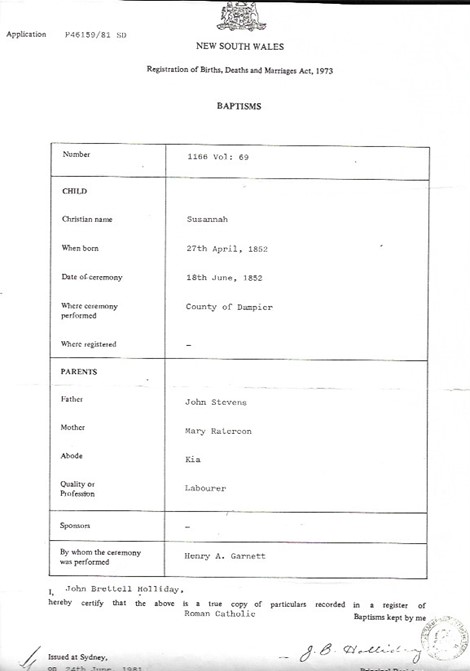 Application P46159/81 SD
NEW SOUTH WALES
Registration of Births, Deaths and Marriages Act, 1973
BAPTISMS
Number 1166 Vol: 69
CHILD
Christian name Susannah
When born 27th April, 1852
Date of ceremony 18th June, 1852
Where ceremony performed County of Dampier
Where registered –
PARENTS
Father John Stevens
Mother Mary
Abode Kia
Quality or Profession Labourer
Sponsors –
By whom the ceremony was performed Henry A. Garnett
I, John Brettell Holliday,
hereby certify that the above is a true copy of particulars recorded in a register of
Roman Catholic Baptisms kept by me
Issued at Sydney,
on 24th June, 1981
J. B. Holliday